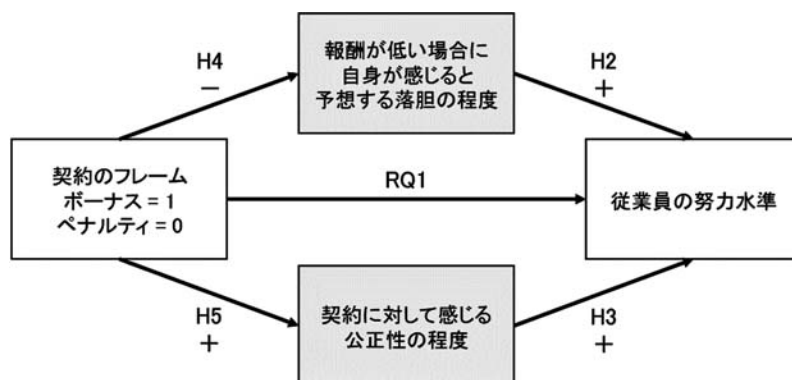 H4
−
報酬が低い場合に
自身が感じると
予想する落胆の程度
H2
+
契約のフレーム
ボーナス = 1
ペナルティ = 0
RQ1
従業員の努力水準
H5
+
契約に対して感じる
公正性の程度
H3
+